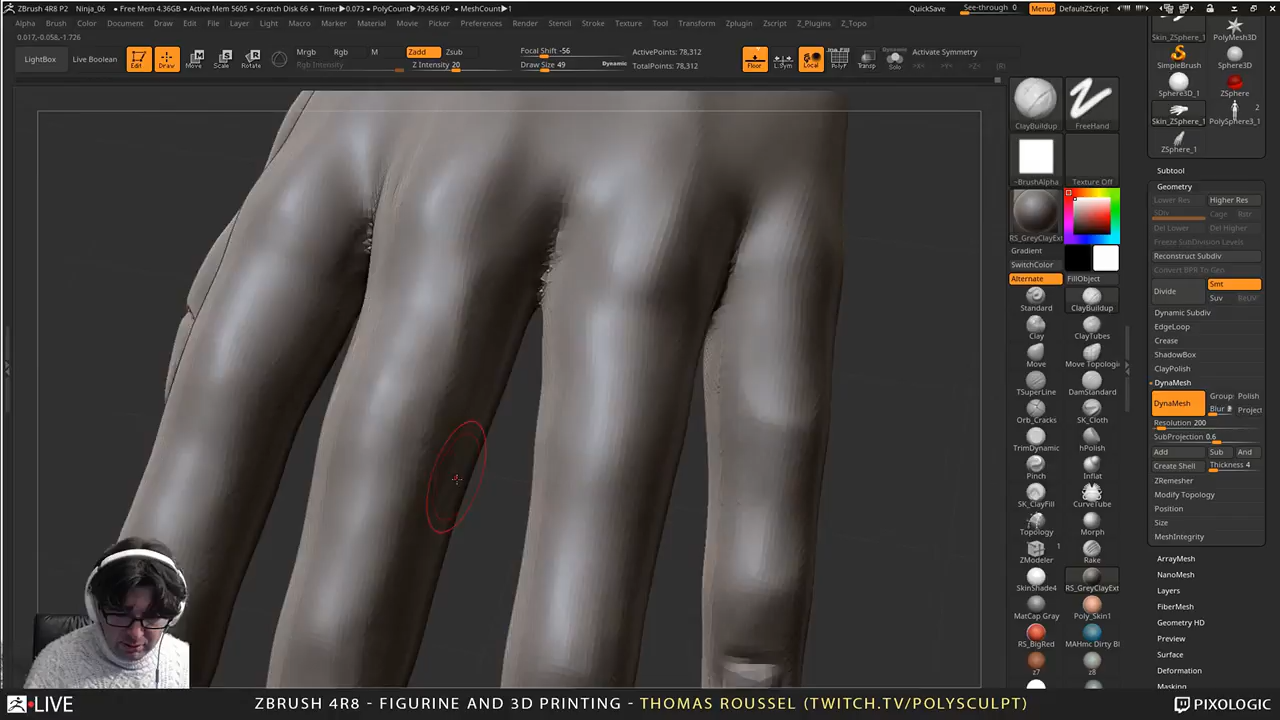 ZBrush 4R8 P2 Ninja_06 • Free Mem 4.36GB • Active Mem 5605 • Scratch Disk 66 • Timer▶0.073 • PolyCount▶79.456 KP • MeshCount▶1
QuickSave See-through 0 Menus DefaultZScript
Alpha Brush Color Document Draw Edit File Layer Light Macro Marker Material Movie Picker Preferences Render Stencil Stroke Texture Tool Transform Zplugin Zscript Z_Plugins Z_Topo
0.017,-0.058,-1.726
LightBox Live Boolean Edit Draw Move Scale Rotate
Mrgb Rgb M
Rgb Intensity
Zadd Zsub
Z Intensity 20
Focal Shift -56
Draw Size 49 Dynamic
ActivePoints: 78,312
TotalPoints: 78,312
Floor L.Sym Local PolyF Transp
Dynamic
Solo
Activate Symmetry
(R)
ClayBuildup FreeHand
~BrushAlpha Texture Off
RS_GreyClayExt
Gradient
SwitchColor
Alternate FillObject
Standard ClayBuildup
Clay ClayTubes
Move Move Topologic
TSuperLine DamStandard
Orb_Cracks SK_Cloth
TrimDynamic hPolish
Pinch Inflat
SK_ClayFill CurveTube
Topology Morph
ZModeler 1 Rake
SkinShade4 RS_GreyClayExt
MatCap Gray Poly_Skin1
RS_BigRed MAHmc Dirty Bl
z7 z8
Skin_ZSphere_1 PolyMesh3D
SimpleBrush Sphere3D
Sphere3D_1 ZSphere
2
Skin_ZSphere_1 PolySphere3_1
ZSphere_1
Subtool
Geometry
Lower Res Higher Res
SDiv Cage Rstr
Del Lower Del Higher
Freeze SubDivision Levels
Reconstruct Subdiv
Convert BPR To Geo
Divide Smt
Suv ReUV
Dynamic Subdiv
EdgeLoop
Crease
ShadowBox
ClayPolish
DynaMesh
DynaMesh Group Polish
Blur Project
Resolution 200
SubProjection 0.6
Add Sub And
Create Shell Thickness 4
ZRemesher
Modify Topology
Position
Size
MeshIntegrity
ArrayMesh
NanoMesh
Layers
FiberMesh
Geometry HD
Preview
Surface
Deformation
Masking
LIVE ZBRUSH 4R8 - FIGURINE AND 3D PRINTING - THOMAS ROUSSEL (TWITCH.TV/POLYSCULPT) PIXOLOGIC